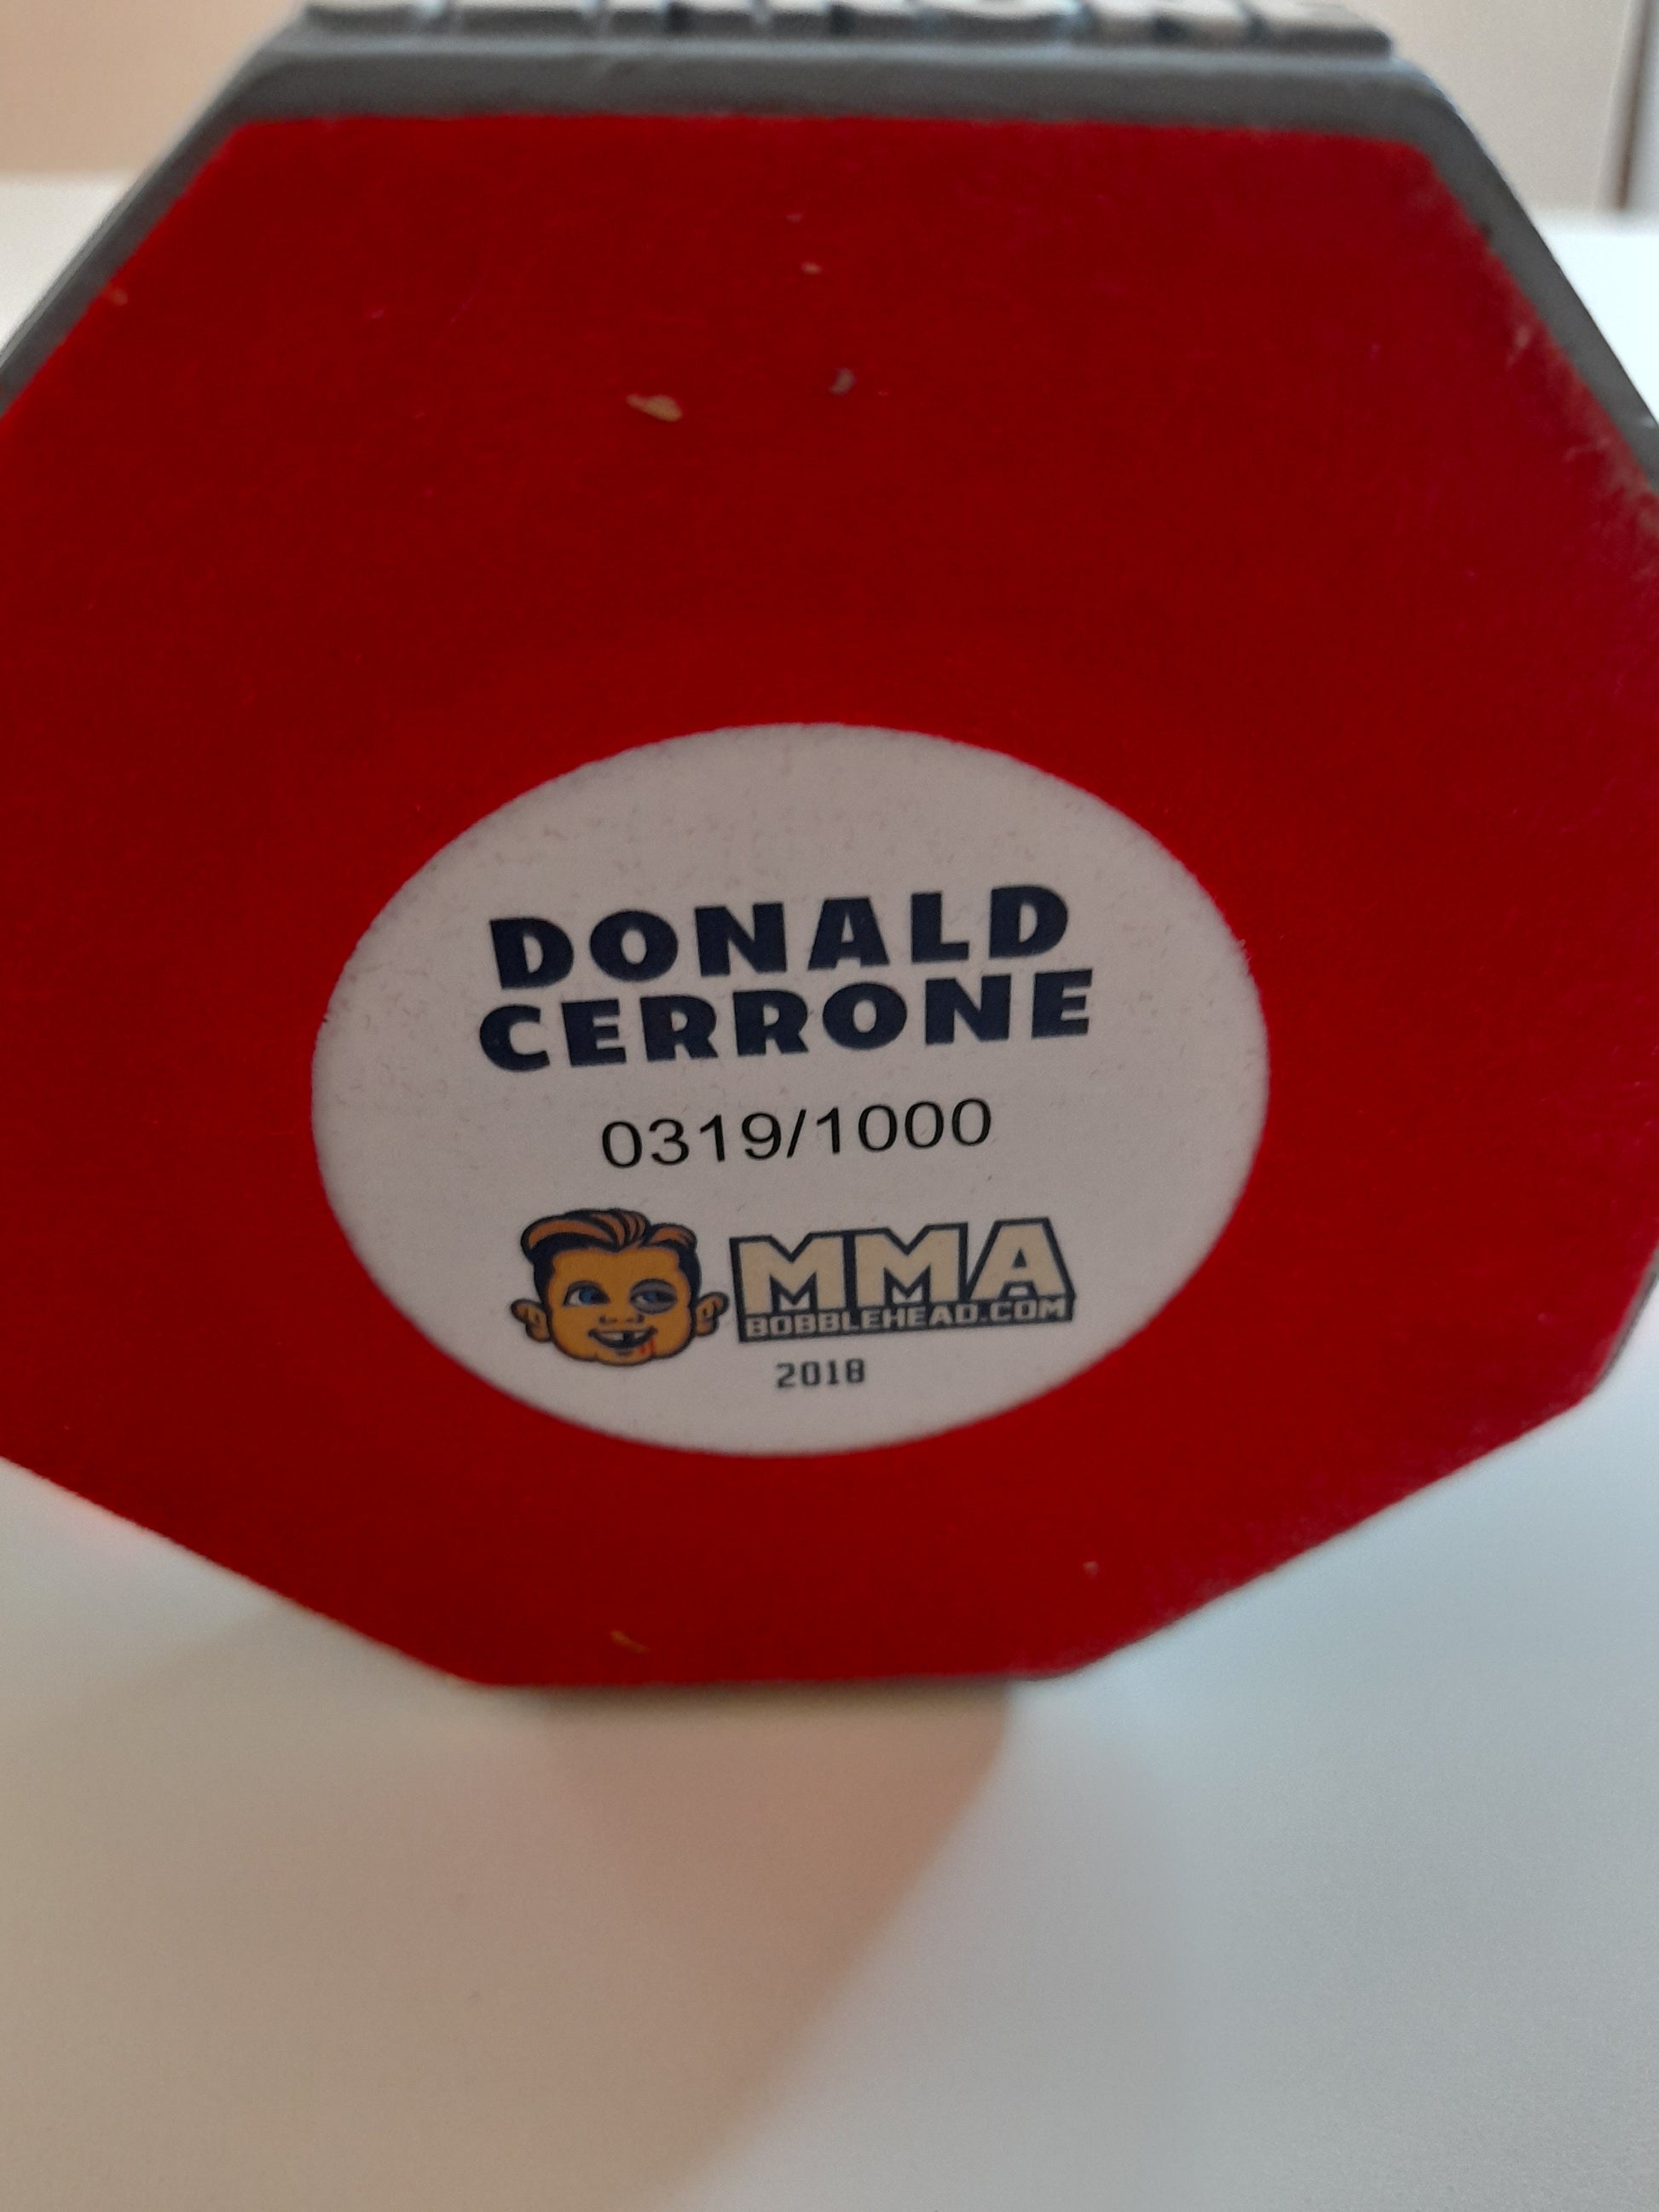 DONALD
CERRONE
0319/1000
MMA
BOBBLEHEAD.COM
2018